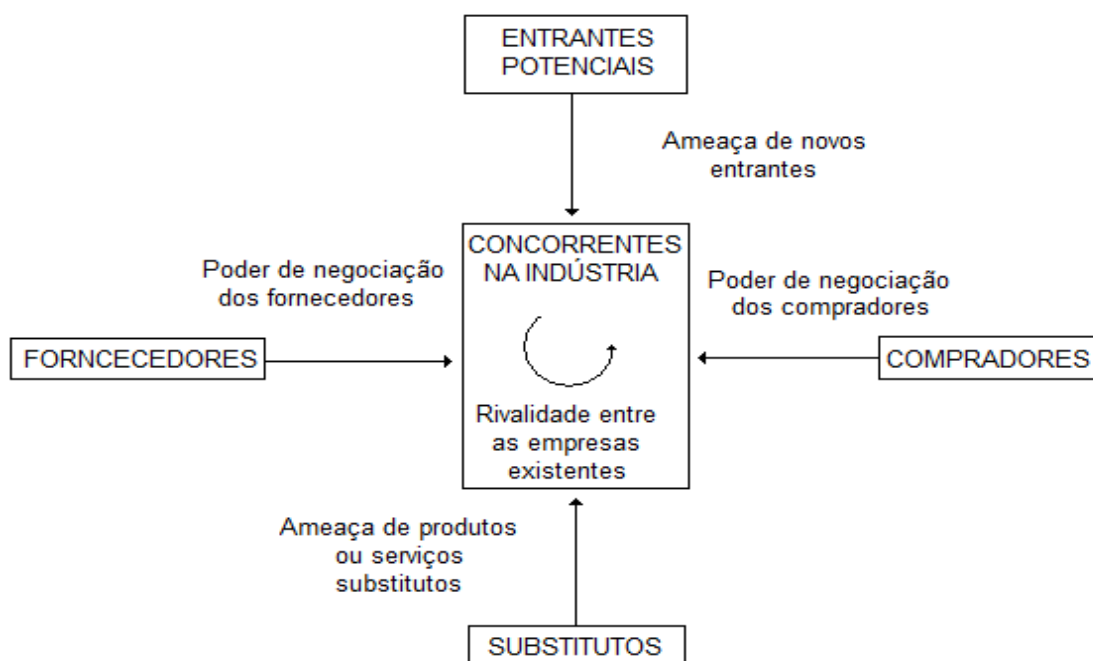 ENTRANTES
POTENCIAIS
Ameaça de novos
entrantes
CONCORRENTES
NA INDÚSTRIA
Poder de negociação
dos fornecedores
Poder de negociação
dos compradores
FORNCECEDORES
COMPRADORES
Rivalidade entre
as empresas
existentes
Ameaça de produtos
ou serviços
substitutos
SUBSTITUTOS